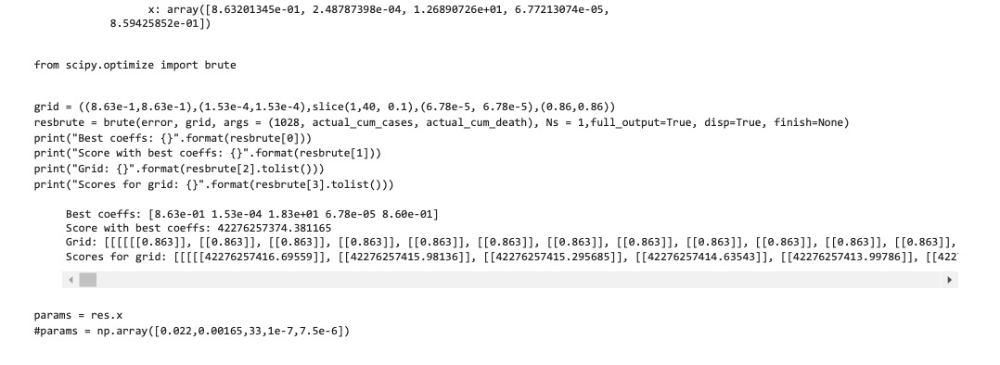 x: array([8.63201345e-01, 2.48787398e-04, 1.26890726e+01, 6.77213074e-05,
8.59425852e-01])
from scipy.optimize import brute
grid = ((8.63e-1,8.63e-1),(1.53e-4,1.53e-4),slice(1,40, 0.1),(6.78e-5, 6.78e-5),(0.86,0.86))
resbrute = brute(error, grid, args = (1028, actual_cum_cases, actual_cum_death), Ns = 1,full_output=True, disp=True, finish=None)
print("Best coeffs: {}".format(resbrute[0]))
print("Score with best coeffs: {}".format(resbrute[1]))
print("Grid: {}".format(resbrute[2].tolist()))
print("Scores for grid: {}".format(resbrute[3].tolist()))
Best coeffs: [8.63e-01 1.53e-04 1.83e+01 6.78e-05 8.60e-01]
Score with best coeffs: 42276257374.381165
Grid: [[[[[[0.863]], [[0.863]], [[0.863]], [[0.863]], [[0.863]], [[0.863]], [[0.863]], [[0.863]], [[0.863]], [[0.863]], [[0.863]], [[0.863]],
Scores for grid: [[[[[42276257416.69559]], [[42276257415.98136]], [[42276257415.295685]], [[42276257414.63543]], [[42276257413.99786]], [[422
params = res.x
#params = np.array([0.022,0.00165,33,1e-7,7.5e-6])